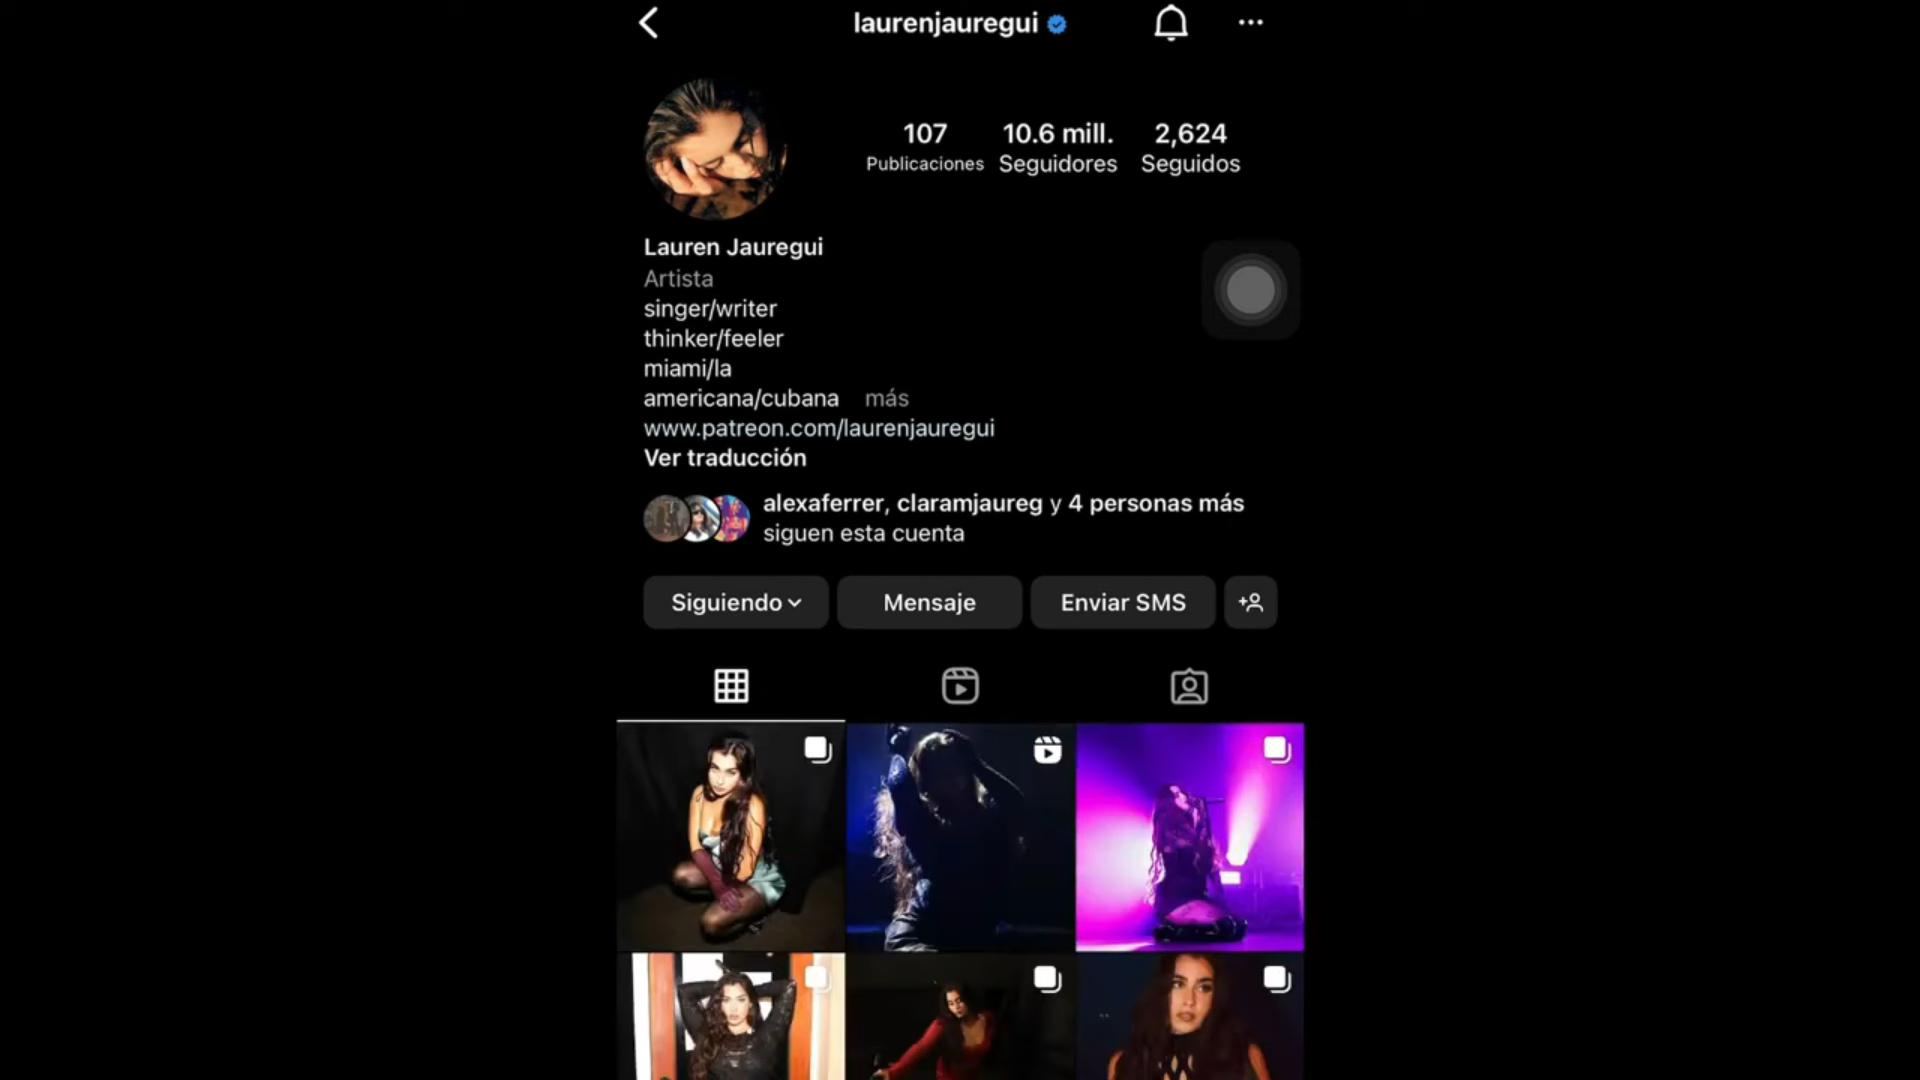 laurenjauregui
107
10.6 mill.
2,624
Publicaciones
Seguidores
Seguidos
Lauren Jauregui
Artista
singer/writer
thinker/feeler
miami/la
americana/cubana más
www.patreon.com/laurenjauregui
Ver traducción
alexaferrer, claramjaureg y 4 personas más
siguen esta cuenta
Siguiendo
Mensaje
Enviar SMS